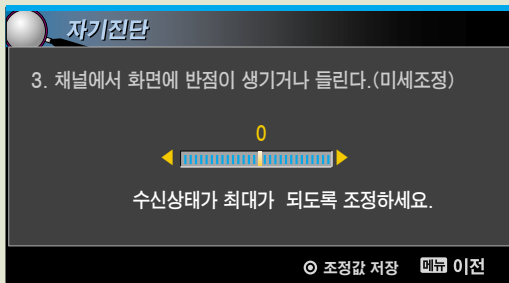 자기진단
3. 채널에서 화면에 반점이 생기거나 들린다.(미세조정)
0
수신상태가 최대가 되도록 조정하세요.
조정값 저장 메뉴 이전